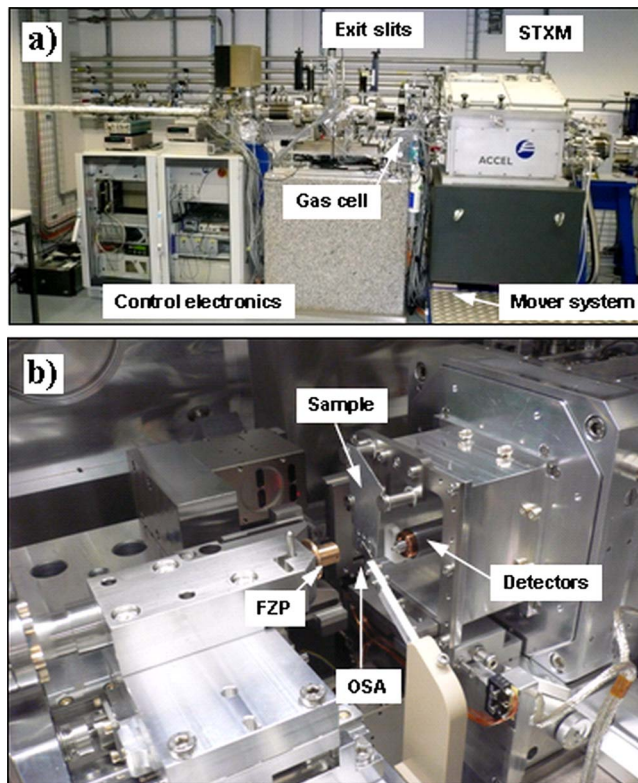 a)
Exit slits
STXM
ACCEL
Gas cell
Control electronics
Mover system
b)
Sample
Detectors
FZP
OSA